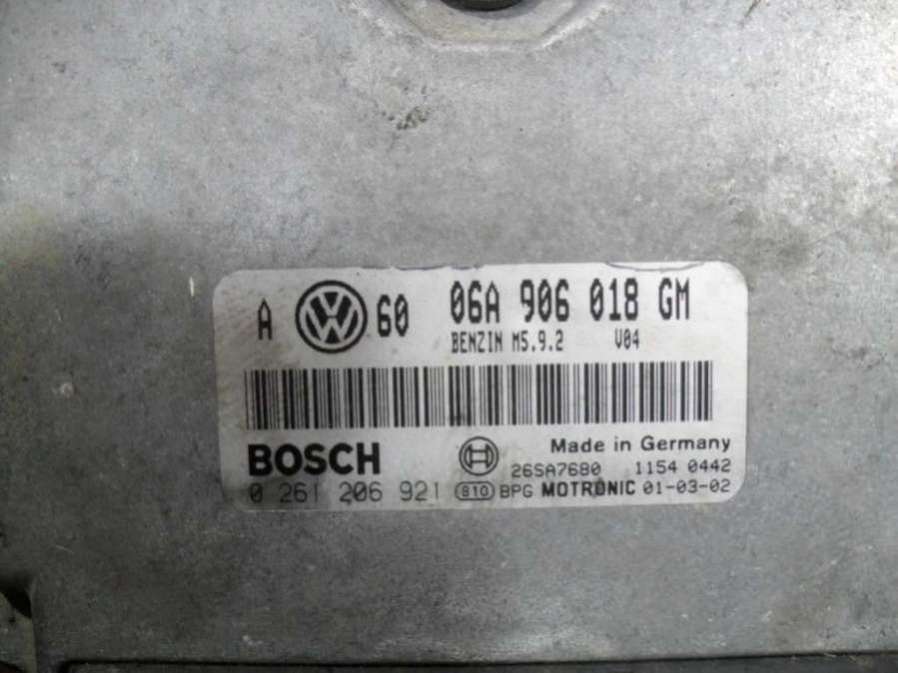 A VW 60 06A 906 018 GM
BENZIN M5.9.2 V04
BOSCH Made in Germany
26SA7680 1154 0442
0 261 206 921 810 BPG MOTRONIC 01-03-02